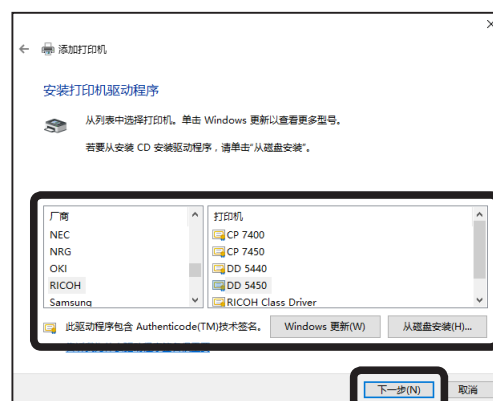 添加打印机
安装打印机驱动程序
从列表中选择打印机。单击 Windows 更新以查看更多型号。
若要从安装 CD 安装驱动程序，请单击“从磁盘安装”。
厂商
NEC
NRG
OKI
RICOH
Samsung
打印机
CP 7400
CP 7450
DD 5440
DD 5450
RICOH Class Driver
此驱动程序包含 Authenticode(TM)技术签名。
Windows 更新(W)
从磁盘安装(H)...
下一步(N)
取消